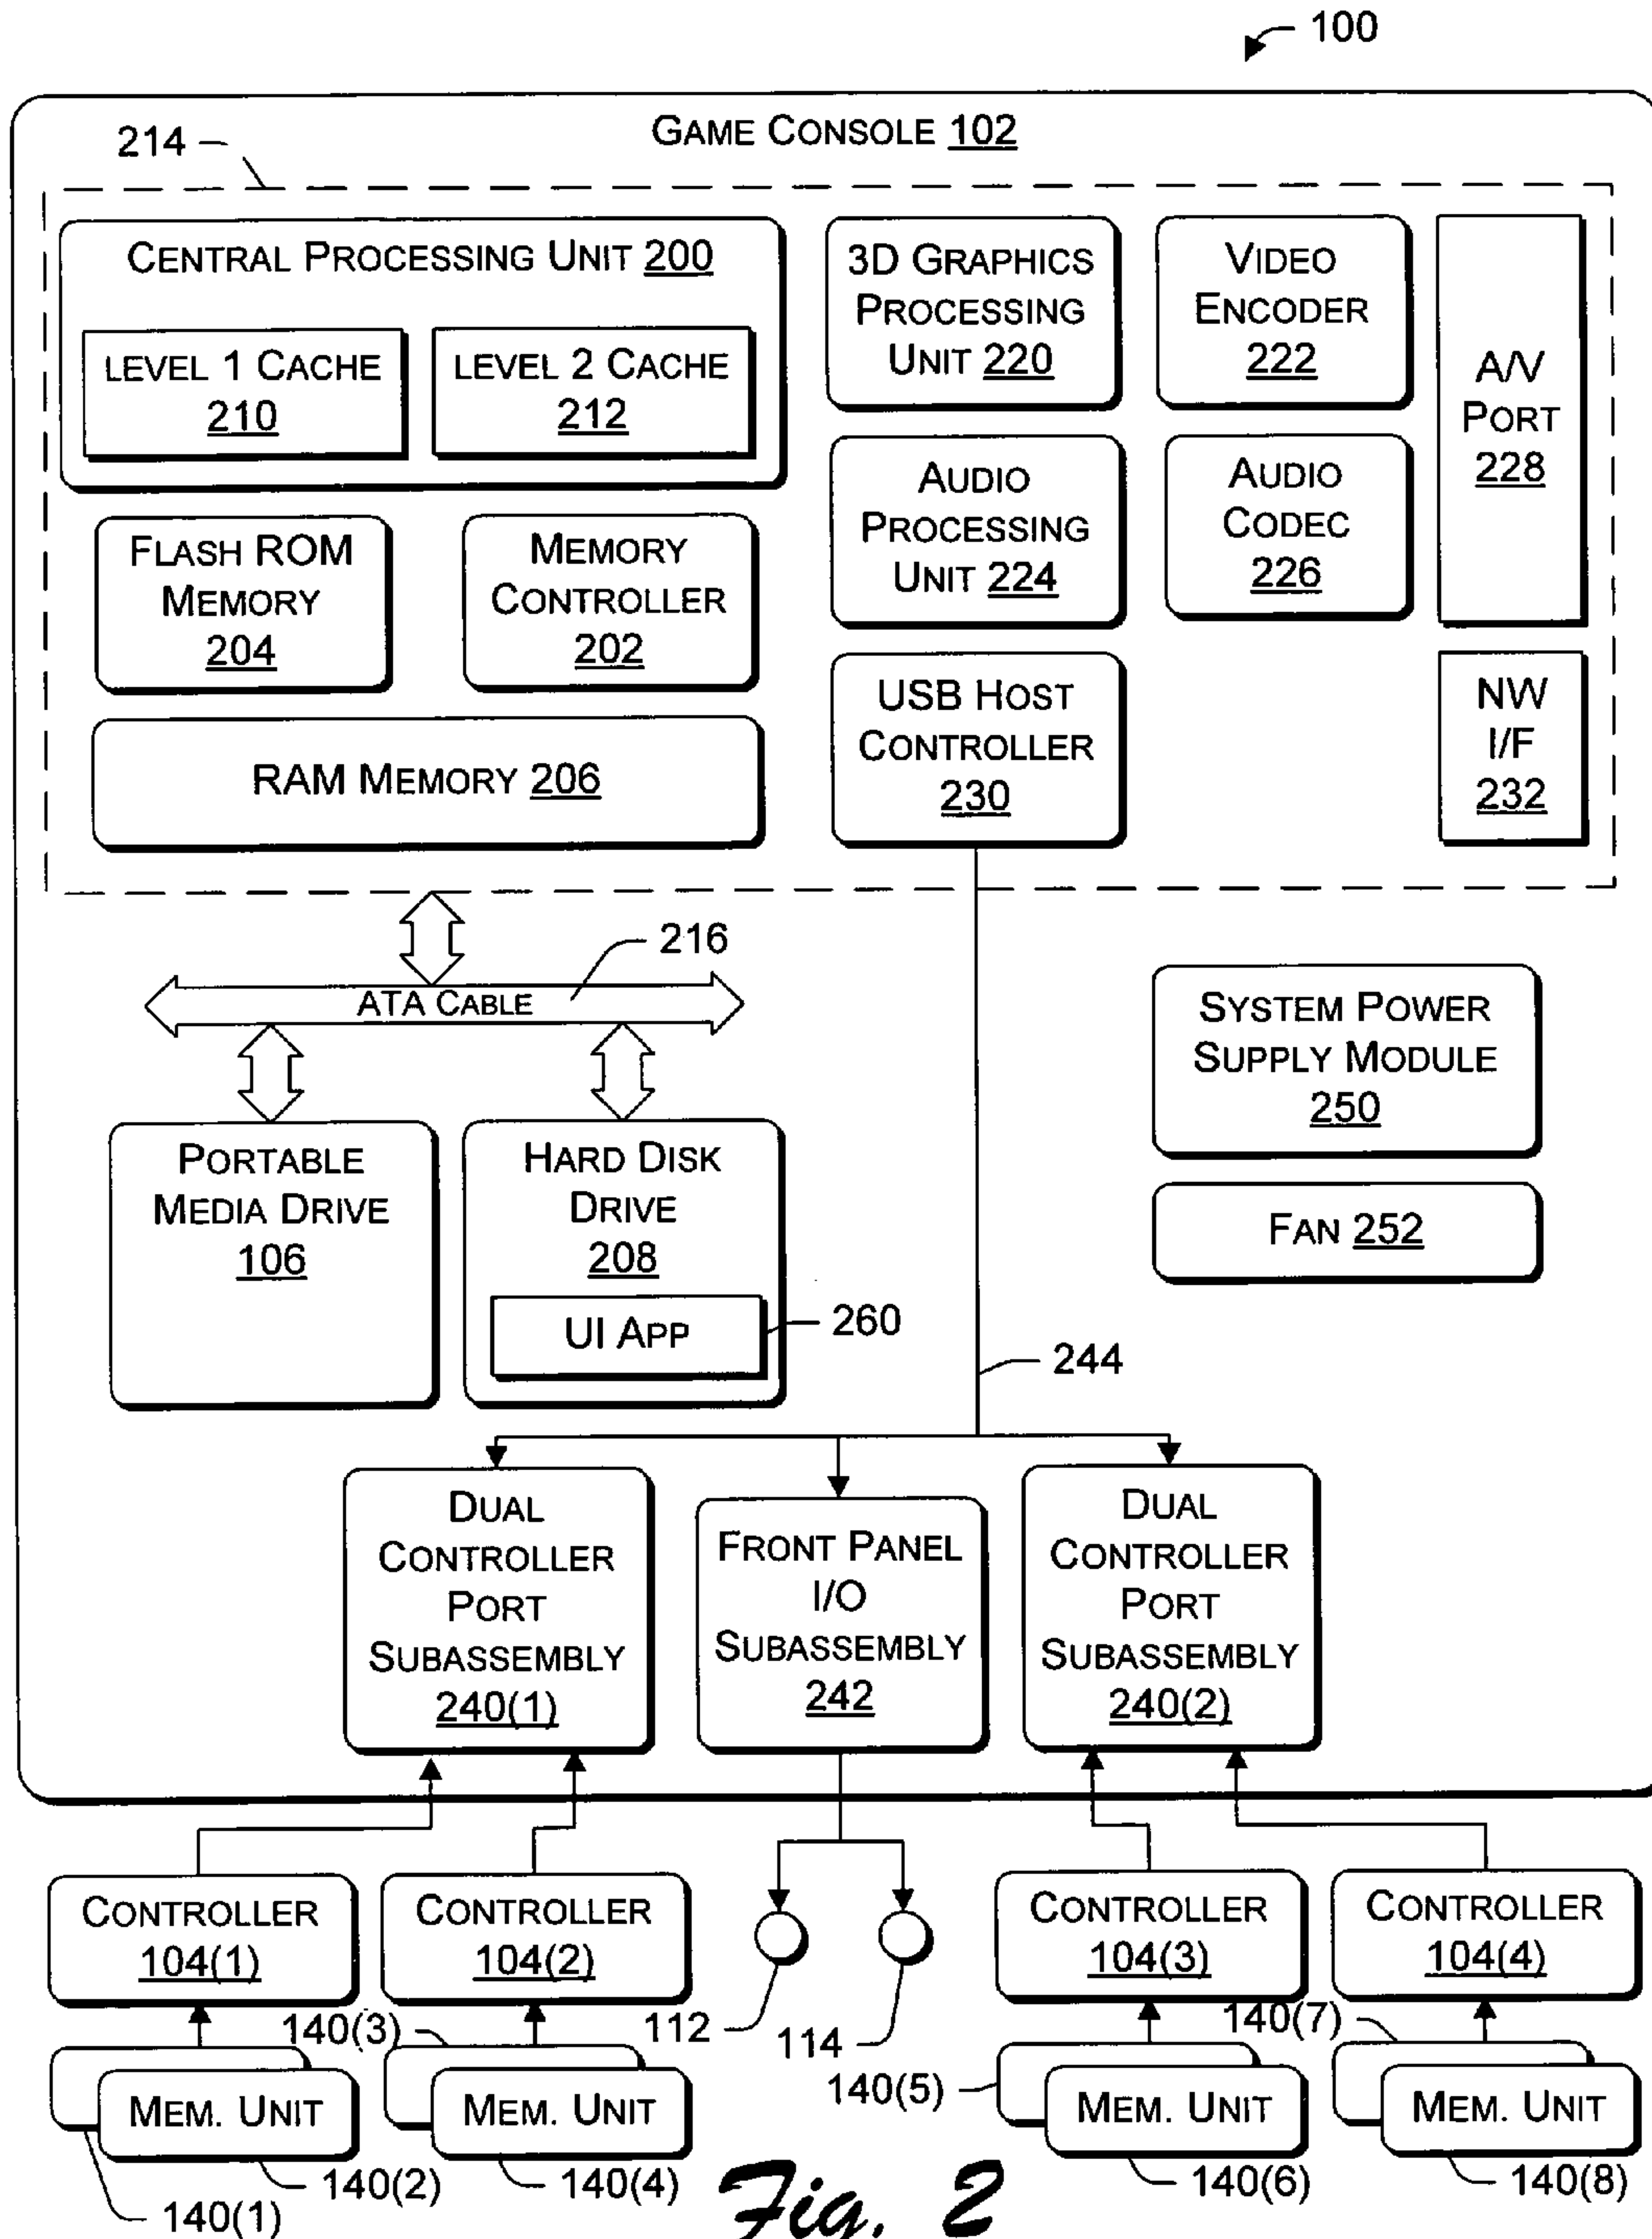 100
GAME CONSOLE 102
214
CENTRAL PROCESSING UNIT 200
LEVEL 1 CACHE
210
LEVEL 2 CACHE
212
3D GRAPHICS
PROCESSING
UNIT 220
VIDEO
ENCODER
222
A/V
PORT
228
FLASH ROM
MEMORY
204
MEMORY
CONTROLLER
202
AUDIO
PROCESSING
UNIT 224
AUDIO
CODEC
226
RAM MEMORY 206
USB HOST
CONTROLLER
230
NW
I/F
232
216
ATA CABLE
SYSTEM POWER
SUPPLY MODULE
250
PORTABLE
MEDIA DRIVE
106
HARD DISK
DRIVE
208
UI APP
260
FAN 252
244
DUAL
CONTROLLER
PORT
SUBASSEMBLY
240(1)
FRONT PANEL
I/O
SUBASSEMBLY
242
DUAL
CONTROLLER
PORT
SUBASSEMBLY
240(2)
CONTROLLER
104(1)
CONTROLLER
104(2)
CONTROLLER
104(3)
CONTROLLER
104(4)
140(3)
112
114
140(7)
140(5)
MEM. UNIT
MEM. UNIT
MEM. UNIT
MEM. UNIT
140(1)
140(2)
140(4)
140(6)
140(8)
Fig. 2